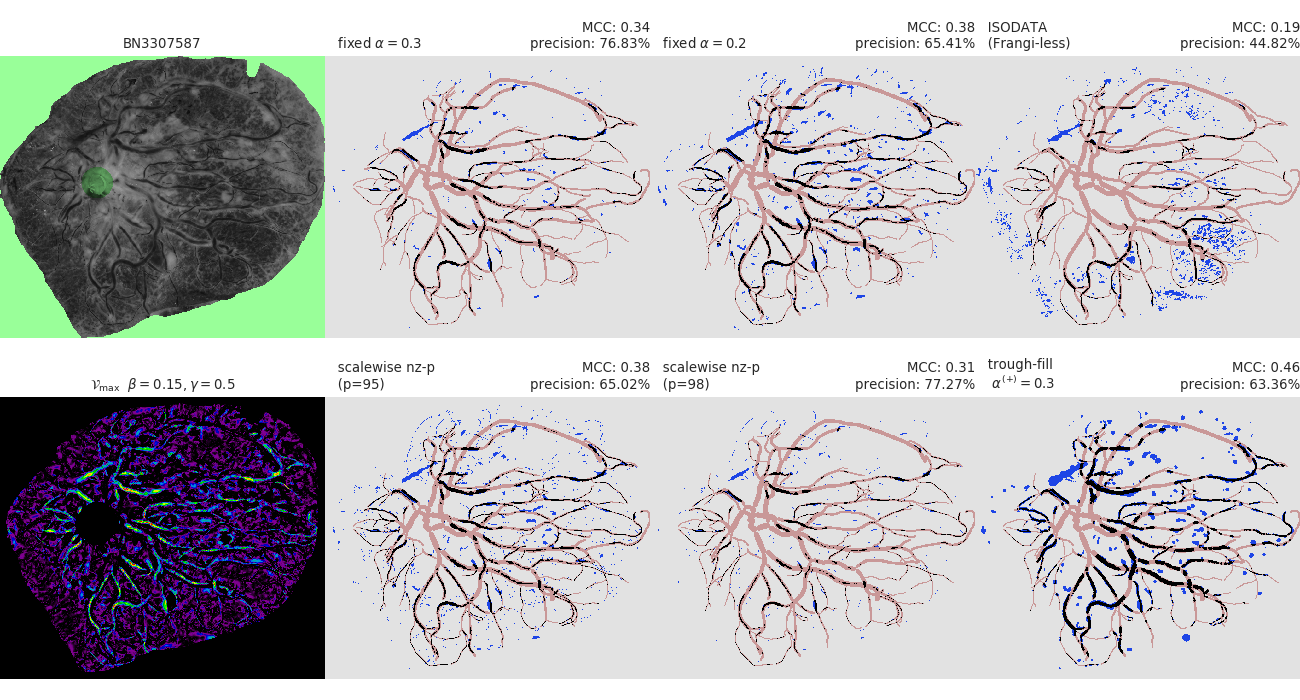 BN3307587
fixed α = 0.3
MCC: 0.34
precision: 76.83%
fixed α = 0.2
MCC: 0.38
precision: 65.41%
ISODATA
(Frangi-less)
MCC: 0.19
precision: 44.82%
𝒱max β = 0.15, γ = 0.5
scalewise nz-p
(p=95)
MCC: 0.38
precision: 65.02%
scalewise nz-p
(p=98)
MCC: 0.31
precision: 77.27%
trough-fill
α(+) = 0.3
MCC: 0.46
precision: 63.36%